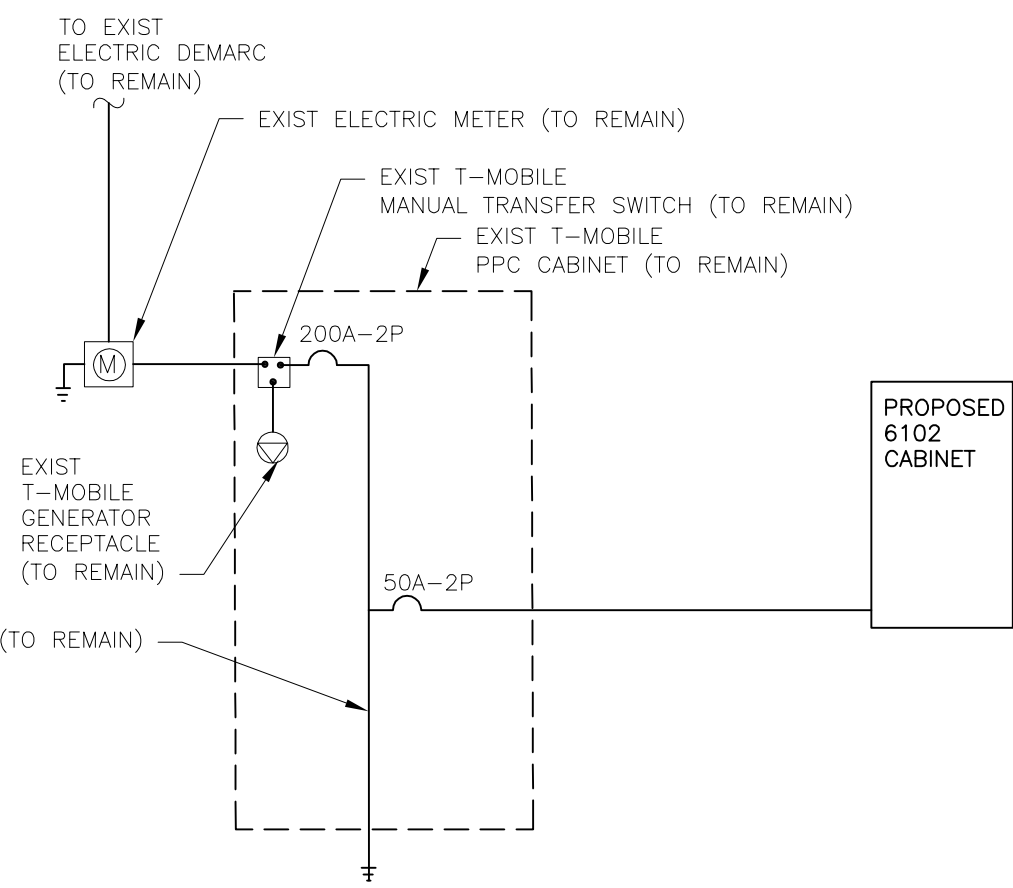 TO EXIST
ELECTRIC DEMARC
(TO REMAIN)
EXIST ELECTRIC METER (TO REMAIN)
EXIST T-MOBILE
MANUAL TRANSFER SWITCH (TO REMAIN)
EXIST T-MOBILE
PPC CABINET (TO REMAIN)
200A-2P
M
PROPOSED
6102
CABINET
EXIST
T-MOBILE
GENERATOR
RECEPTACLE
(TO REMAIN)
50A-2P
(TO REMAIN)